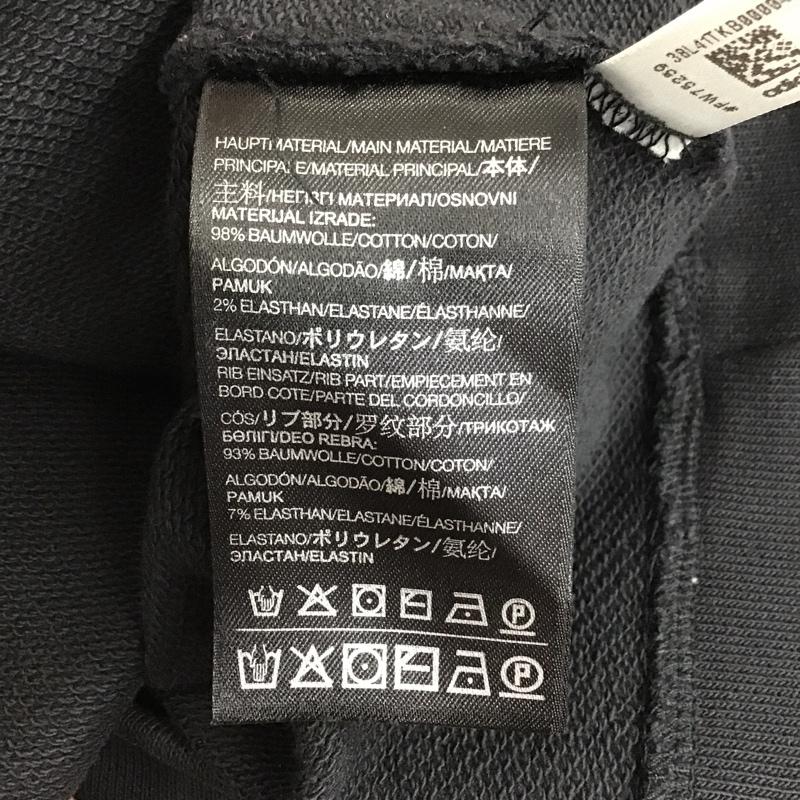 38L41TKB9000
#FW75259
HAUPTMATERIAL/MAIN MATERIAL/MATIERE
PRINCIPALE/MATERIAL PRINCIPAL/本体/
主料/НЕГІЗГІ МАТЕРИАЛ/OSNOVNI
MATERIJAL IZRADE:
98% BAUMWOLLE/COTTON/COTON/
ALGODÓN/ALGODÃO/綿/棉/МАҚТА/
PAMUK
2% ELASTHAN/ELASTANE/ÉLASTHANNE/
ELASTANO/ポリウレタン/氨纶/
ЭЛАСТАН/ELASTIN
RIB EINSATZ/RIB PART/EMPIECEMENT EN
BORD COTE/PARTE DEL CORDONCILLO/
CÓS/リブ部分/罗纹部分/ТРИКОТАЖ
БӨЛІГІ/DEO REBRA:
93% BAUMWOLLE/COTTON/COTON/
ALGODÓN/ALGODÃO/綿/棉/МАҚТА/
PAMUK
7% ELASTHAN/ELASTANE/ÉLASTHANNE/
ELASTANO/ポリウレタン/氨纶/
ЭЛАСТАН/ELASTIN
P
P